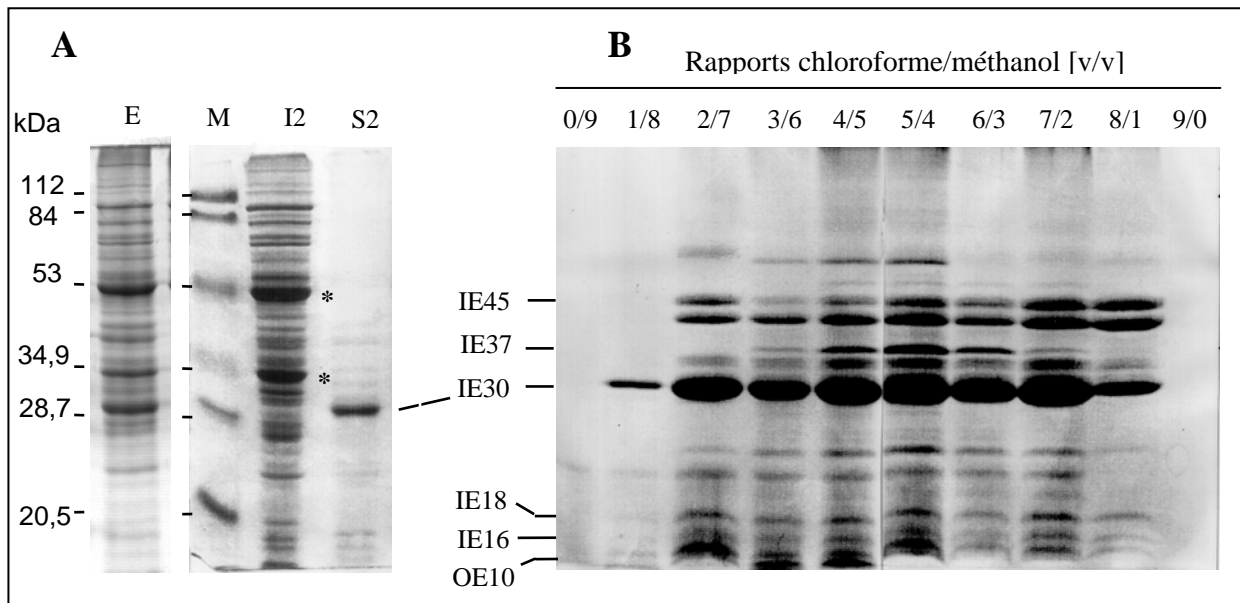 A
B
Rapports chloroforme/méthanol [v/v]
kDa
E
M
I2
S2
0/9 1/8 2/7 3/6 4/5 5/4 6/3 7/2 8/1 9/0
112
84
53
34,9
28,7
20,5
*
*
IE45
IE37
IE30
IE18
IE16
OE10